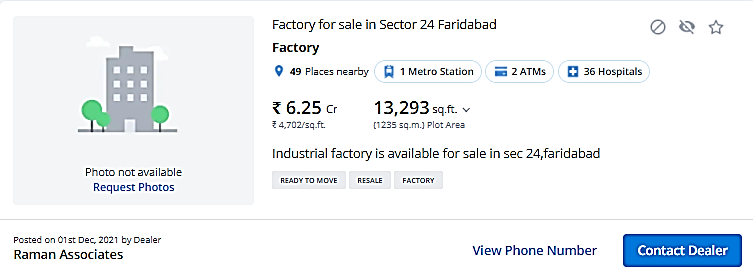 Factory for sale in Sector 24 Faridabad
Factory
49 Places nearby 1 Metro Station 2 ATMs 36 Hospitals
₹ 6.25 Cr 13,293 sq.ft.
₹ 4,702/sq.ft. (1235 sq.m.) Plot Area
Industrial factory is available for sale in sec 24,faridabad
READY TO MOVE RESALE FACTORY
Photo not available
Request Photos
Posted on 01st Dec, 2021 by Dealer
Raman Associates
View Phone Number Contact Dealer